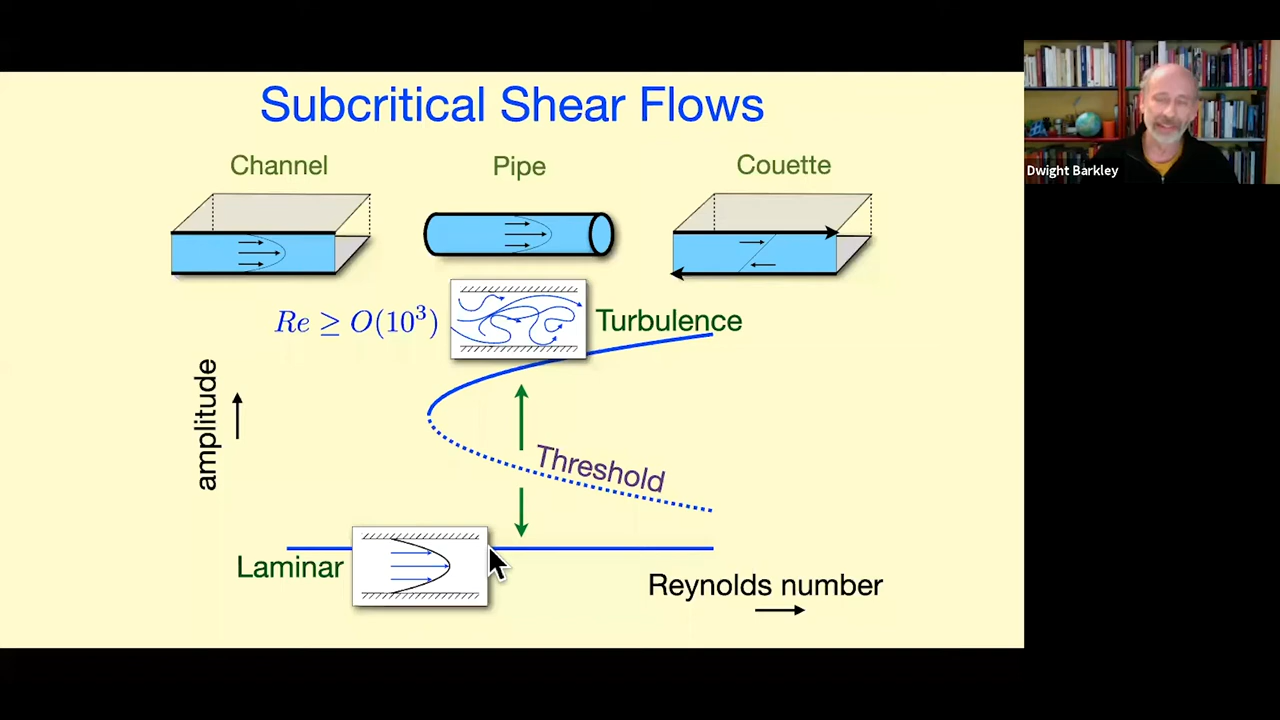 Subcritical Shear Flows
Channel
Pipe
Couette
Re ≥ O(10³)
Turbulence
amplitude
Threshold
Laminar
Reynolds number
Dwight Barkley